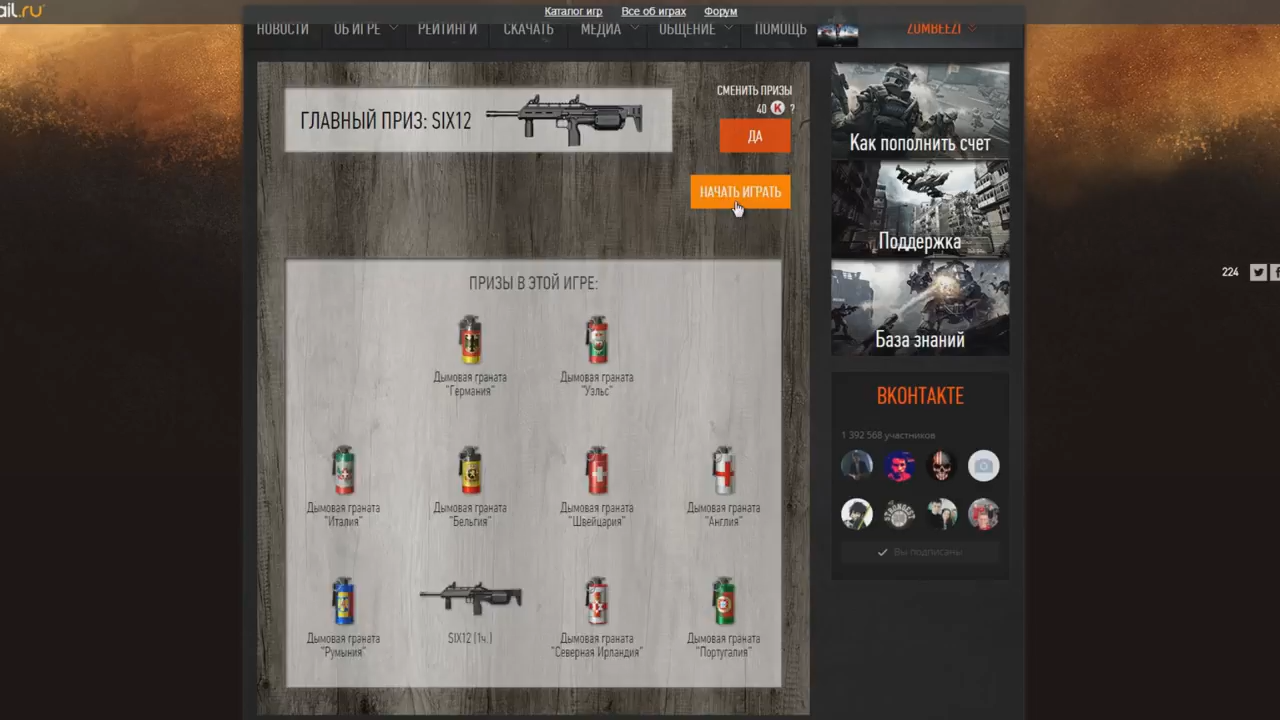 ail.ru
Каталог игр Все об играх Форум
НОВОСТИ ОБ ИГРЕ РЕЙТИНГИ СКАЧАТЬ МЕДИА ОБЩЕНИЕ ПОМОЩЬ ZOMBEEZI
ГЛАВНЫЙ ПРИЗ: SIX12
СМЕНИТЬ ПРИЗЫ
40 K ?
ДА
НАЧАТЬ ИГРАТЬ
ПРИЗЫ В ЭТОЙ ИГРЕ:
Дымовая граната
"Германия"
Дымовая граната
"Уэльс"
Дымовая граната
"Италия"
Дымовая граната
"Бельгия"
Дымовая граната
"Швейцария"
Дымовая граната
"Англия"
Дымовая граната
"Румыния"
SIX12 (1ч.)
Дымовая граната
"Северная Ирландия"
Дымовая граната
"Португалия"
Как пополнить счет
Поддержка
База знаний
ВКОНТАКТЕ
1 392 568 участников
Вы подписаны
224